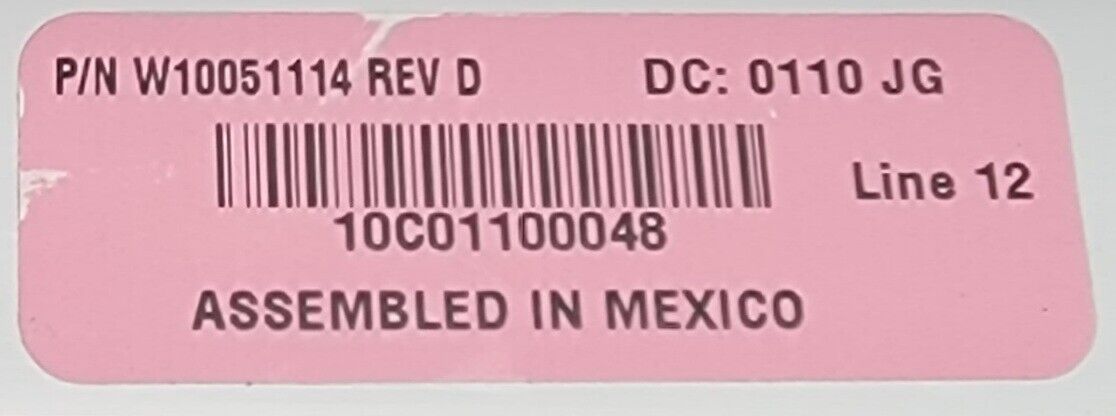 P/N W10051114 REV D DC: 0110 JG
Line 12
10C01100048
ASSEMBLED IN MEXICO